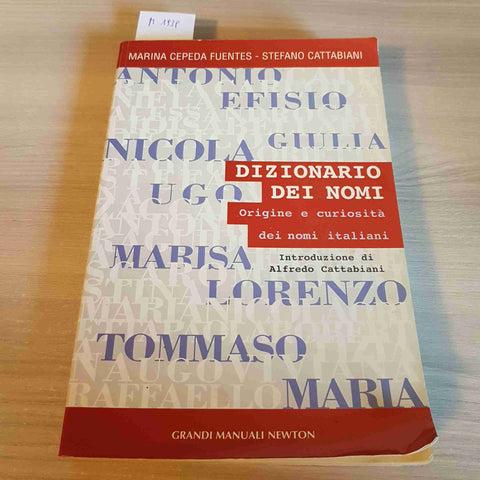 MARINA CEPEDA FUENTES - STEFANO CATTABIANI
ANTONIO
EFISIO
GIULIA
NICOLA
DIZIONARIO
DEI NOMI
UGO
Origine e curiosità
dei nomi italiani
MARISA
Introduzione di
Alfredo Cattabiani
LORENZO
TOMMASO
RAFFAELLO
MARIA
GRANDI MANUALI NEWTON